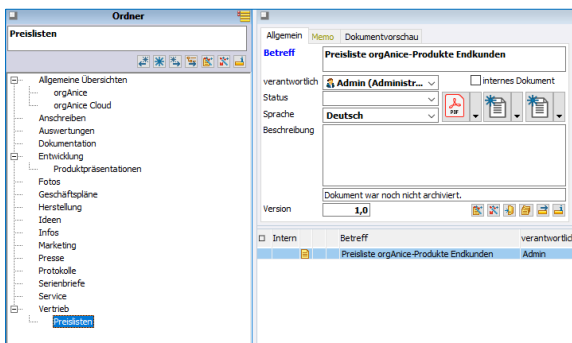 Ordner
Preislisten
Allgemeine Übersichten
orgAnice
orgAnice Cloud
Anschreiben
Auswertungen
Dokumentation
Entwicklung
Produktpräsentationen
Fotos
Geschäftspläne
Herstellung
Ideen
Infos
Marketing
Presse
Protokolle
Serienbriefe
Service
Vertrieb
Preislisten
Allgemein Memo Dokumentvorschau
Betreff Preisliste orgAnice-Produkte Endkunden
verantwortlich Admin (Administr... internes Dokument
Status
Sprache Deutsch
PDF
Beschreibung
Dokument war noch nicht archiviert.
Version 1,0
Intern Betreff verantwortlic
Preisliste orgAnice-Produkte Endkunden Admin